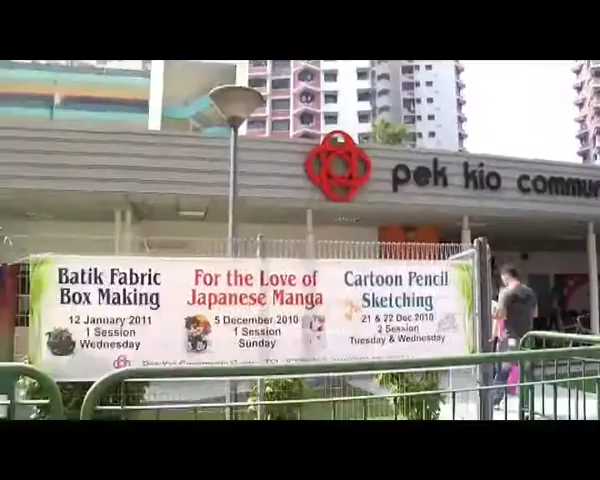 pek kio commun
Batik Fabric
Box Making
12 January 2011
1 Session
Wednesday
For the Love of
Japanese Manga
5 December 2010
1 Session
Sunday
Cartoon Pencil
Sketching
21 & 22 Dec 2010
2 Session
Tuesday & Wednesday